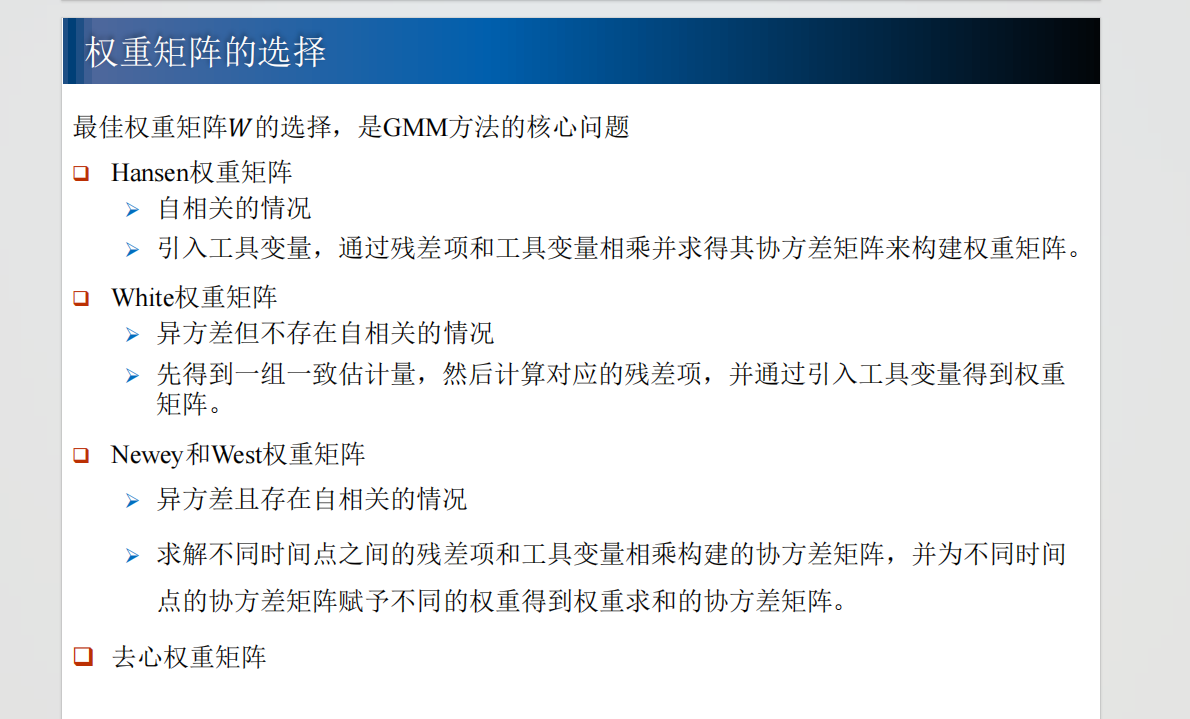 权重矩阵的选择
最佳权重矩阵W的选择，是GMM方法的核心问题
Hansen权重矩阵
自相关的情况
引入工具变量，通过残差项和工具变量相乘并求得其协方差矩阵来构建权重矩阵。
White权重矩阵
异方差但不存在自相关的情况
先得到一组一致估计量，然后计算对应的残差项，并通过引入工具变量得到权重
矩阵。
Newey和West权重矩阵
异方差且存在自相关的情况
求解不同时间点之间的残差项和工具变量相乘构建的协方差矩阵，并为不同时间
点的协方差矩阵赋予不同的权重得到权重求和的协方差矩阵。
去心权重矩阵